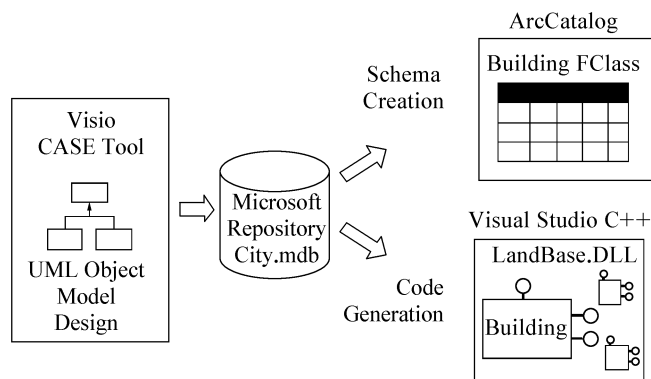 Visio
CASE Tool
UML Object
Model
Design
Microsoft
Repository
City.mdb
Schema
Creation
ArcCatalog
Building FClass
Code
Generation
Visual Studio C++
LandBase.DLL
Building